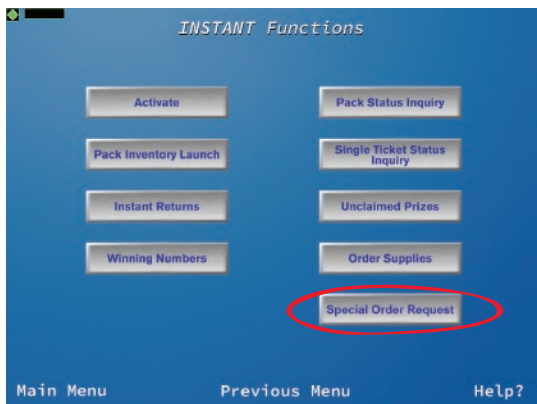 INSTANT Functions
Activate
Pack Status Inquiry
Pack Inventory Launch
Single Ticket Status
Inquiry
Instant Returns
Unclaimed Prizes
Winning Numbers
Order Supplies
Special Order Request
Main Menu
Previous Menu
Help?